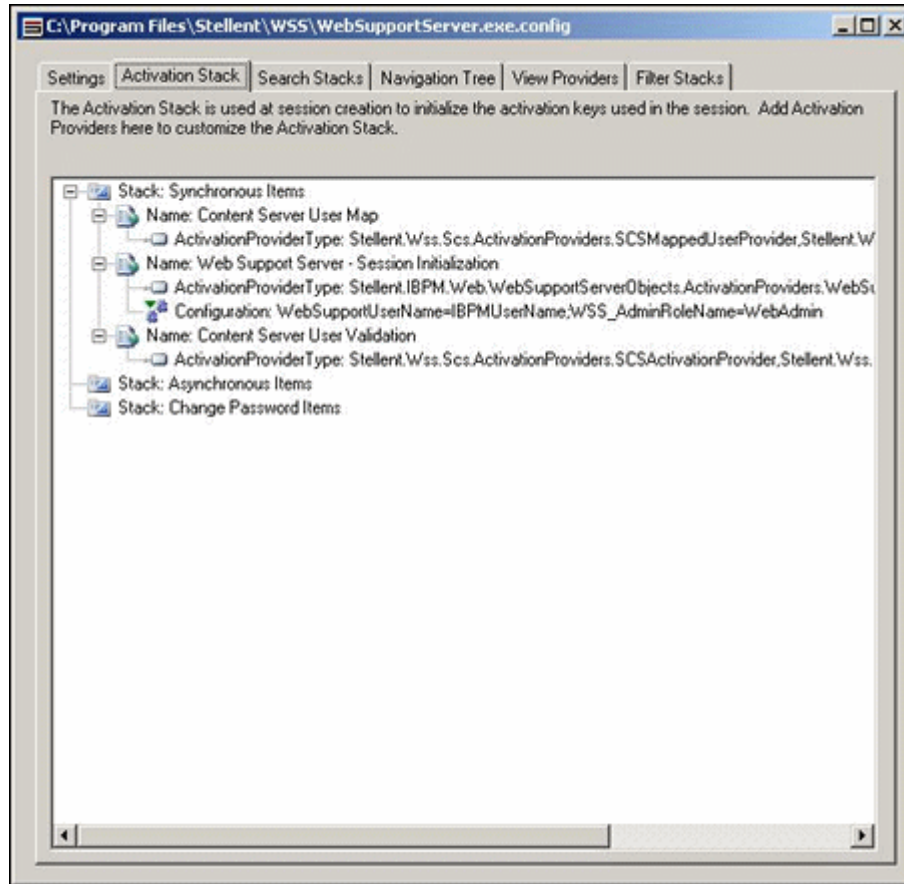 C:\Program Files\Stellent\WSS\WebSupportServer.exe.config
Settings Activation Stack Search Stacks Navigation Tree View Providers Filter Stacks
The Activation Stack is used at session creation to initialize the activation keys used in the session. Add Activation
Providers here to customize the Activation Stack.
Stack: Synchronous Items
Name: Content Server User Map
ActivationProviderType: Stellent.Wss.Scs.ActivationProviders.SCSMappedUserProvider,Stellent.W
Name: Web Support Server - Session Initialization
ActivationProviderType: Stellent.IBPM.Web.WebSupportServerObjects.ActivationProviders.WebSu
Configuration: WebSupportUserName=IBPMUserName;WSS_AdminRoleName=WebAdmin
Name: Content Server User Validation
ActivationProviderType: Stellent.Wss.Scs.ActivationProviders.SCSActivationProvider,Stellent.Wss.
Stack: Asynchronous Items
Stack: Change Password Items